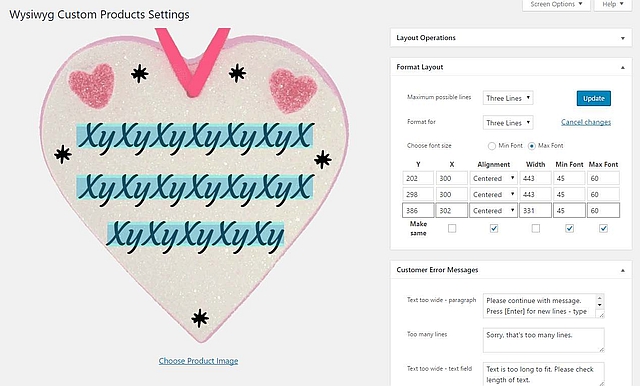 Screen Options ▼ Help ▼
Wysiwyg Custom Products Settings
XyXyXyXyXyXyX
XyXyXyXyXyXyX
XyXyXyXyXy
Choose Product Image
Layout Operations
Format Layout
Maximum possible lines Three Lines Update
Format for Three Lines Cancel changes
Choose font size Min Font Max Font
Y X Alignment Width Min Font Max Font
202 300 Centered 443 45 60
298 300 Centered 443 45 60
386 302 Centered 331 45 60
Make same
Customer Error Messages
Text too wide - paragraph
Please continue with message.
Press [Enter] for new lines - type
Too many lines
Sorry, that's too many lines.
Text too wide - text field
Text is too long to fit. Please check
length of text.